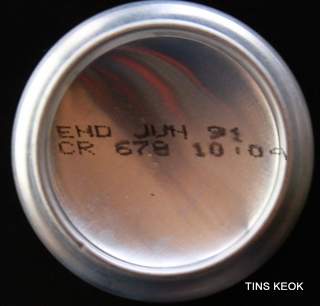 END JUN 91
CR 678 10:04
TINS KEOK